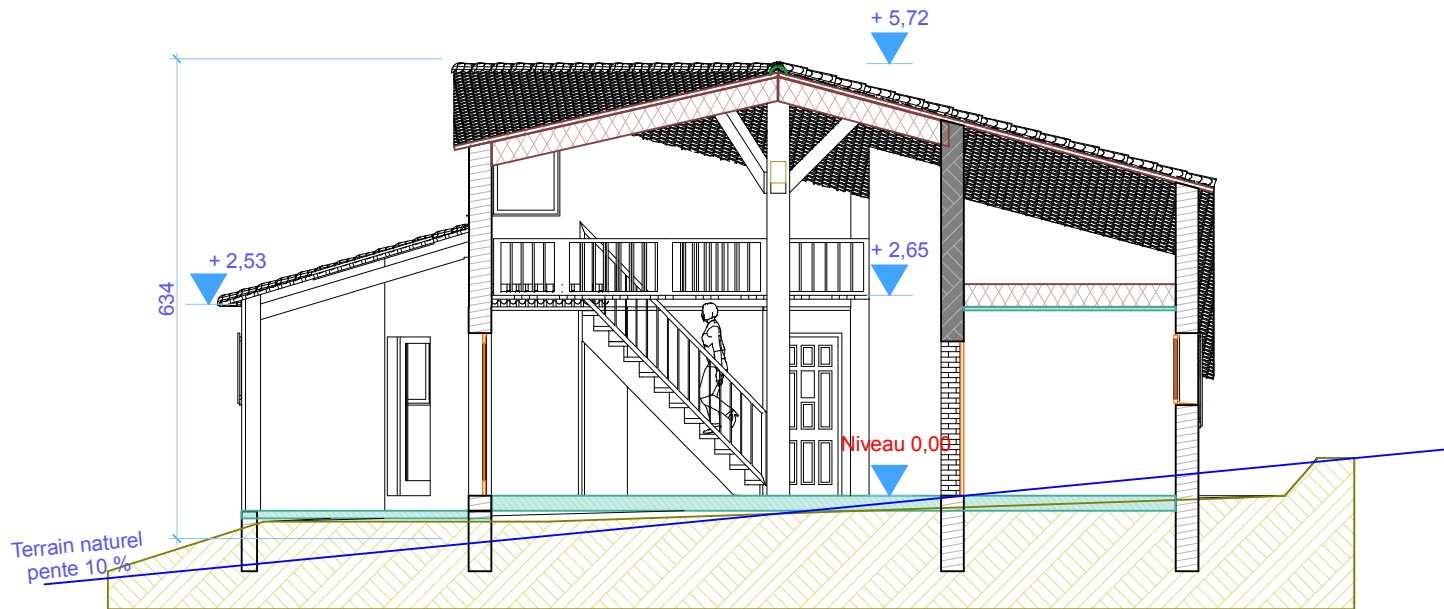 + 5,72
+ 2,53
+ 2,65
634
Niveau 0,00
Terrain naturel
pente 10 %